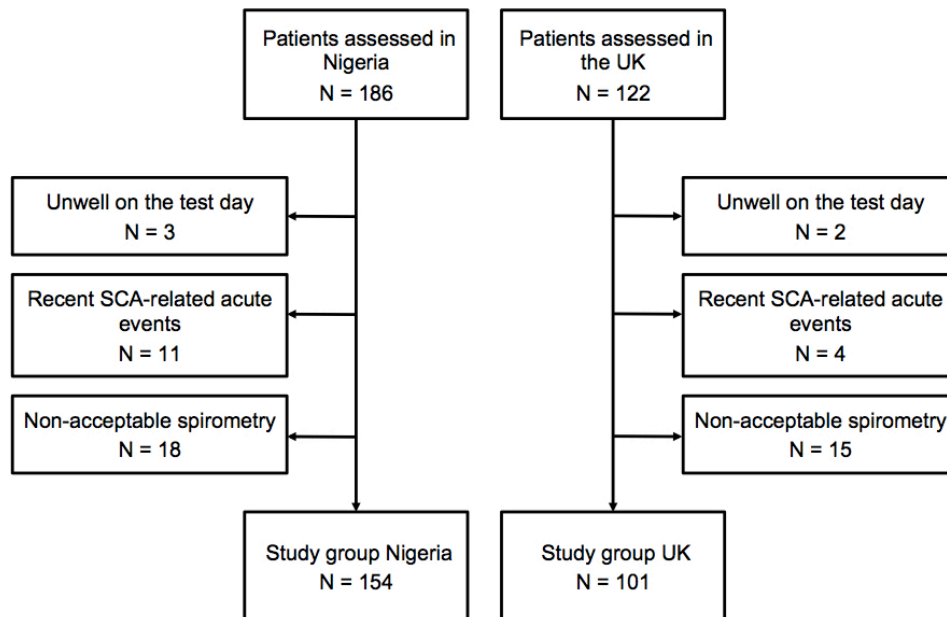 Patients assessed in
Nigeria
N = 186
Patients assessed in
the UK
N = 122
Unwell on the test day
N = 3
Unwell on the test day
N = 2
Recent SCA-related acute
events
N = 11
Recent SCA-related acute
events
N = 4
Non-acceptable spirometry
N = 18
Non-acceptable spirometry
N = 15
Study group Nigeria
N = 154
Study group UK
N = 101